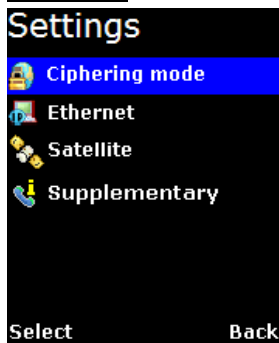 Settings
Ciphering mode
Ethernet
Satellite
Supplementary
Select Back